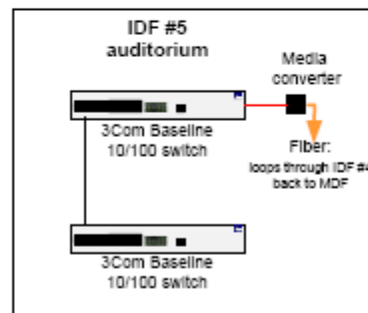 IDF #5
auditorium
Media
converter
3Com Baseline
10/100 switch
Fiber:
loops through IDF #4
back to MDF
3Com Baseline
10/100 switch